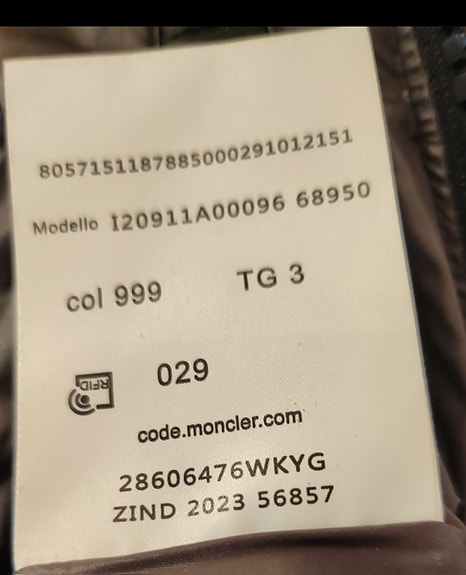 8057151187885000291012151
Modello I20911A00096 68950
col 999 TG 3
RFID
029
code.moncler.com
28606476WKYG
ZIND 2023 56857